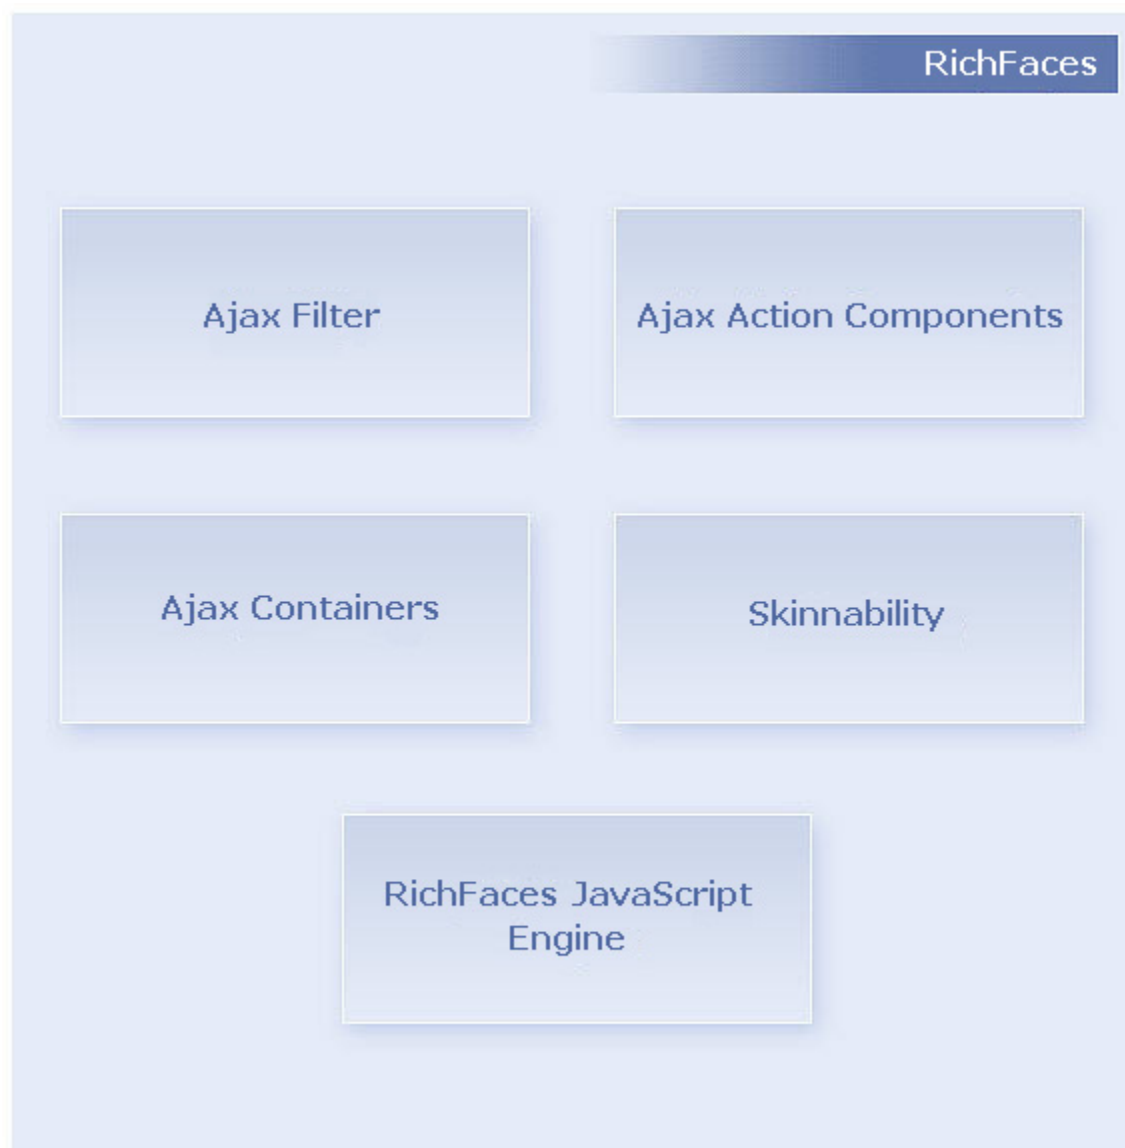 RichFaces
Ajax Filter
Ajax Action Components
Ajax Containers
Skinnability
RichFaces JavaScript
Engine